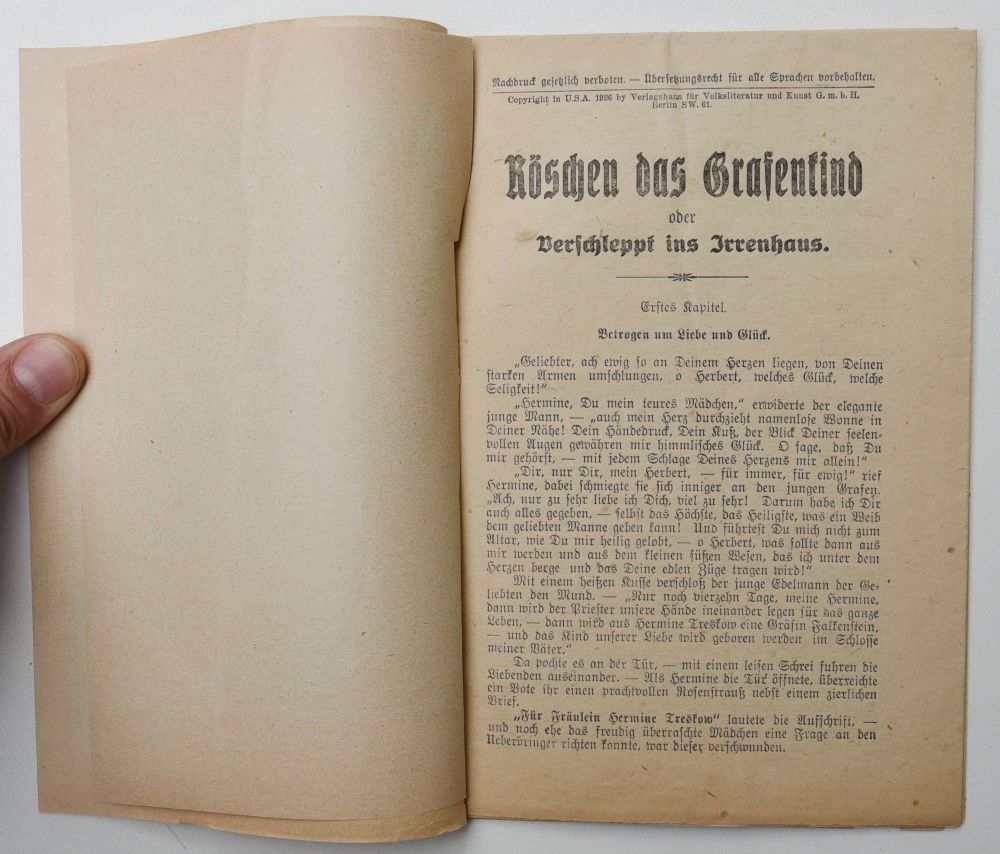 Nachdruck gesetzlich verboten. — Übersetzungsrecht für alle Sprachen vorbehalten.
Copyright in U.S.A. 1926 by Verlagshaus für Volksliteratur und Kunst G. m. b. H.
Berlin SW. 61.
Röschen das Grafenkind
oder
Verschleppt ins Irrenhaus.
Erstes Kapitel.
Betrogen um Liebe und Glück.
„Geliebter, ach ewig so an Deinem Herzen liegen, von Deinen
starken Armen umschlungen, o Herbert, welches Glück, welche
Seligkeit!“
„Hermine, Du mein teures Mädchen,“ erwiderte der elegante
junge Mann, — „auch mein Herz durchzieht namenlose Wonne in
Deiner Nähe! Dein Händedruck, Dein Kuß, der Blick Deiner seelen-
vollen Augen gewähren mir himmlisches Glück. O sage, daß Du
mir gehörst, — mit jedem Schlage Deines Herzens mir allein!“
„Dir, nur Dir, mein Herbert, — für immer, für ewig!“ rief
Hermine, dabei schmiegte sie sich inniger an den jungen Grafen.
„Ach, nur zu sehr liebe ich Dich, viel zu sehr! Darum habe ich Dir
auch alles gegeben, — selbst das Höchste, das Heiligste, was ein Weib
dem geliebten Manne geben kann! Und führtest Du mich nicht zum
Altar, wie Du mir heilig gelobt, — o Herbert, was sollte dann aus
mir werden und aus dem kleinen süßen Wesen, das ich unter dem
Herzen berge und das Deine edlen Züge tragen wird!“
Mit einem heißen Kusse verschloß der junge Edelmann der Ge-
liebten den Mund. — „Nur noch vierzehn Tage, meine Hermine,
dann wird der Priester unsere Hände ineinander legen für das ganze
Leben, — dann wird aus Hermine Treskow eine Gräfin Falkenstein,
— und das Kind unserer Liebe wird geboren werden im Schlosse
meiner Väter.“
Da pochte es an der Tür, — mit einem leisen Schrei fuhren die
Liebenden auseinander. — Als Hermine die Tür öffnete, überreichte
ein Bote ihr einen prachtvollen Rosenstrauß nebst einem zierlichen
Brief.
„Für Fräulein Hermine Treskow“ lautete die Aufschrift, —
und noch ehe das freudig überraschte Mädchen eine Frage an den
Ueberbringer richten konnte, war dieser verschwunden.